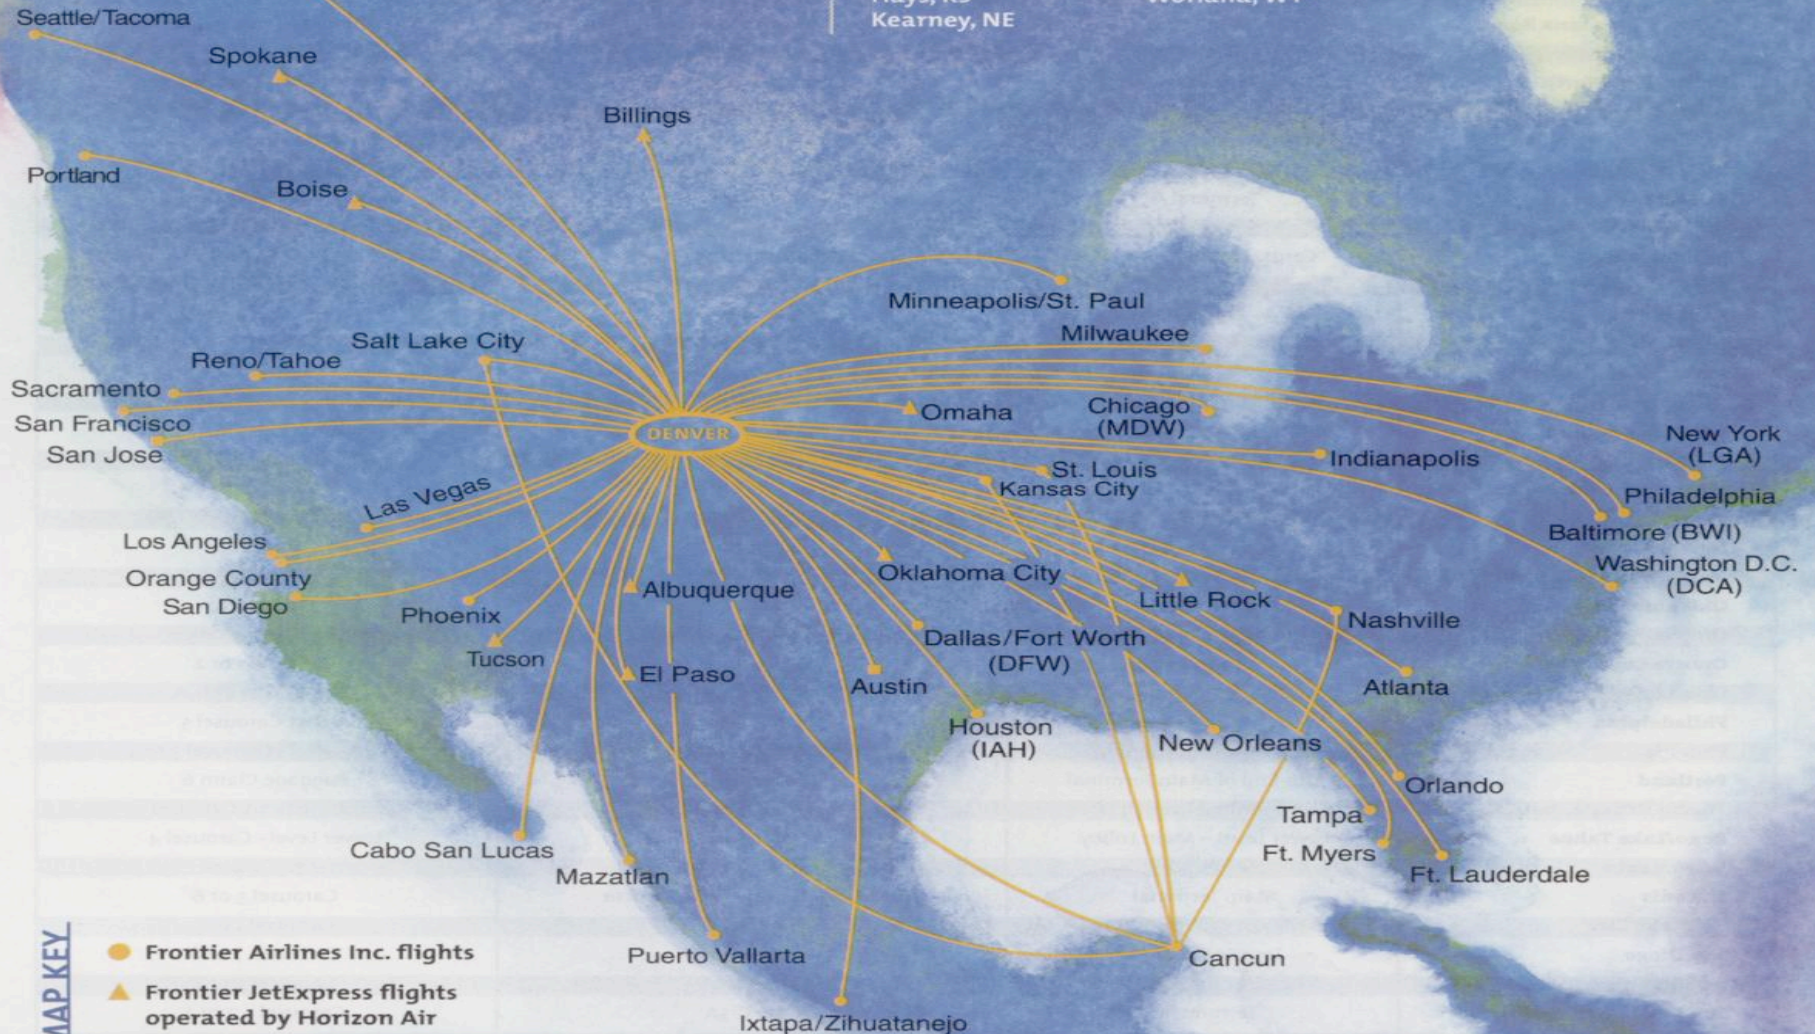 Kearney, NE
Seattle/Tacoma
Spokane
Billings
Portland
Boise
Minneapolis/St. Paul
Milwaukee
Salt Lake City
Reno/Tahoe
Sacramento
San Francisco
San Jose
DENVER
Omaha
Chicago
(MDW)
New York
(LGA)
Indianapolis
St. Louis
Kansas City
Las Vegas
Philadelphia
Baltimore (BWI)
Los Angeles
Orange County
San Diego
Washington D.C.
(DCA)
Oklahoma City
Albuquerque
Little Rock
Phoenix
Nashville
Tucson
Dallas/Fort Worth
(DFW)
El Paso
Austin
Atlanta
Houston
(IAH)
New Orleans
Orlando
Tampa
Cabo San Lucas
Ft. Myers
Mazatlan
Ft. Lauderdale
Puerto Vallarta
Cancun
Ixtapa/Zihuatanejo
MAP KEY
Frontier Airlines Inc. flights
Frontier JetExpress flights
operated by Horizon Air